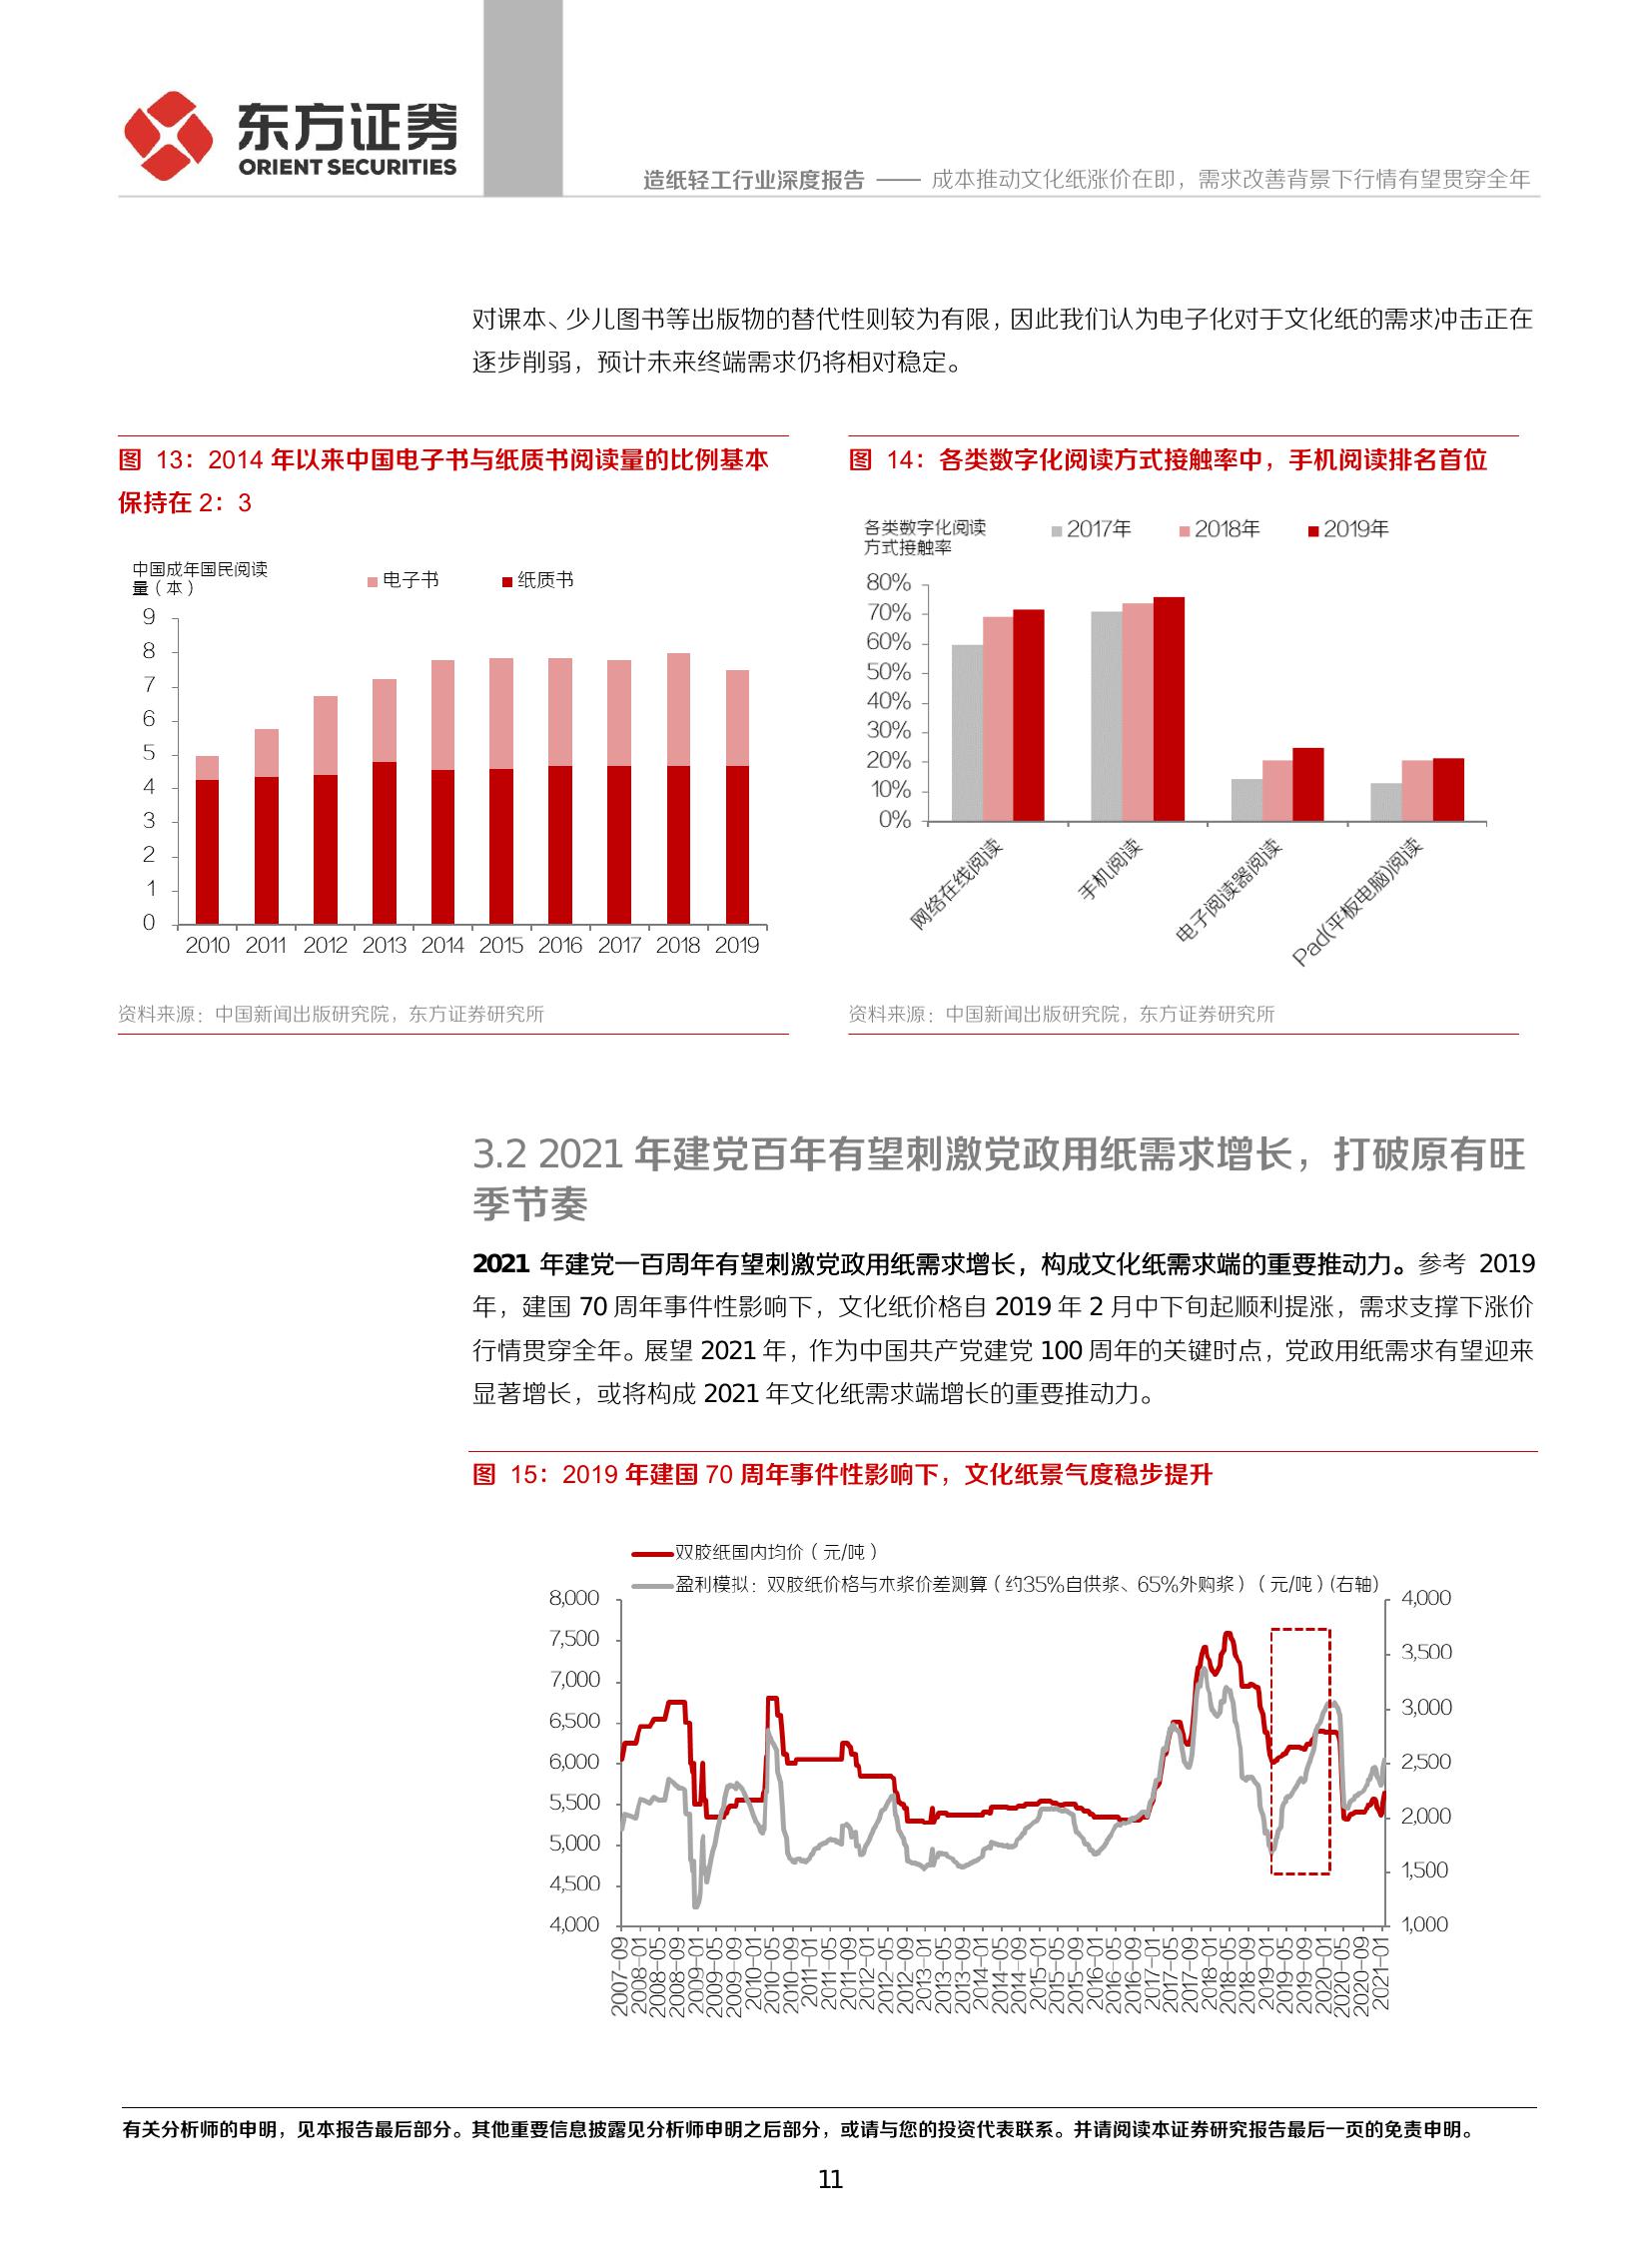 东方证券
ORIENT SECURITIES
造纸轻工行业深度报告 —— 成本推动文化纸涨价在即，需求改善背景下行情有望贯穿全年
对课本、少儿图书等出版物的替代性则较为有限，因此我们认为电子化对于文化纸的需求冲击正在
逐步削弱，预计未来终端需求仍将相对稳定。
图 13：2014 年以来中国电子书与纸质书阅读量的比例基本
保持在 2：3
中国成年国民阅读
量（本）
电子书 纸质书
9
8
7
6
5
4
3
2
1
0
2010 2011 2012 2013 2014 2015 2016 2017 2018 2019
资料来源：中国新闻出版研究院，东方证券研究所
图 14：各类数字化阅读方式接触率中，手机阅读排名首位
各类数字化阅读
方式接触率
2017年 2018年 2019年
80%
70%
60%
50%
40%
30%
20%
10%
0%
网络在线阅读
手机阅读
电子阅读器阅读
Pad(平板电脑)阅读
资料来源：中国新闻出版研究院，东方证券研究所
3.2 2021 年建党百年有望刺激党政用纸需求增长，打破原有旺
季节奏
2021 年建党一百周年有望刺激党政用纸需求增长，构成文化纸需求端的重要推动力。参考 2019
年，建国 70 周年事件性影响下，文化纸价格自 2019 年 2 月中下旬起顺利提涨，需求支撑下涨价
行情贯穿全年。展望 2021 年，作为中国共产党建党 100 周年的关键时点，党政用纸需求有望迎来
显著增长，或将构成 2021 年文化纸需求端增长的重要推动力。
图 15：2019 年建国 70 周年事件性影响下，文化纸景气度稳步提升
双胶纸国内均价（元/吨）
盈利模拟：双胶纸价格与木浆价差测算（约35%自供浆、65%外购浆）（元/吨）(右轴)
8,000
7,500
7,000
6,500
6,000
5,500
5,000
4,500
4,000
4,000
3,500
3,000
2,500
2,000
1,500
1,000
2007-09
2008-01
2008-05
2008-09
2009-01
2009-05
2009-09
2010-01
2010-05
2010-09
2011-01
2011-05
2011-09
2012-01
2012-05
2012-09
2013-01
2013-05
2013-09
2014-01
2014-05
2014-09
2015-01
2015-05
2015-09
2016-01
2016-05
2016-09
2017-01
2017-05
2017-09
2018-01
2018-05
2018-09
2019-01
2019-05
2019-09
2020-01
2020-05
2020-09
2021-01
有关分析师的申明，见本报告最后部分。其他重要信息披露见分析师申明之后部分，或请与您的投资代表联系。并请阅读本证券研究报告最后一页的免责申明。
11